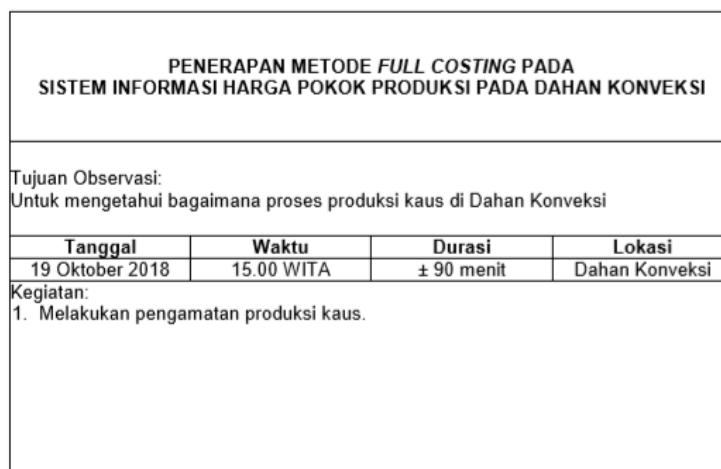 PENERAPAN METODE FULL COSTING PADA
SISTEM INFORMASI HARGA POKOK PRODUKSI PADA DAHAN KONVEKSI
Tujuan Observasi:
Untuk mengetahui bagaimana proses produksi kaus di Dahan Konveksi
Tanggal Waktu Durasi Lokasi
19 Oktober 2018 15.00 WITA ± 90 menit Dahan Konveksi
Kegiatan:
1. Melakukan pengamatan produksi kaus.